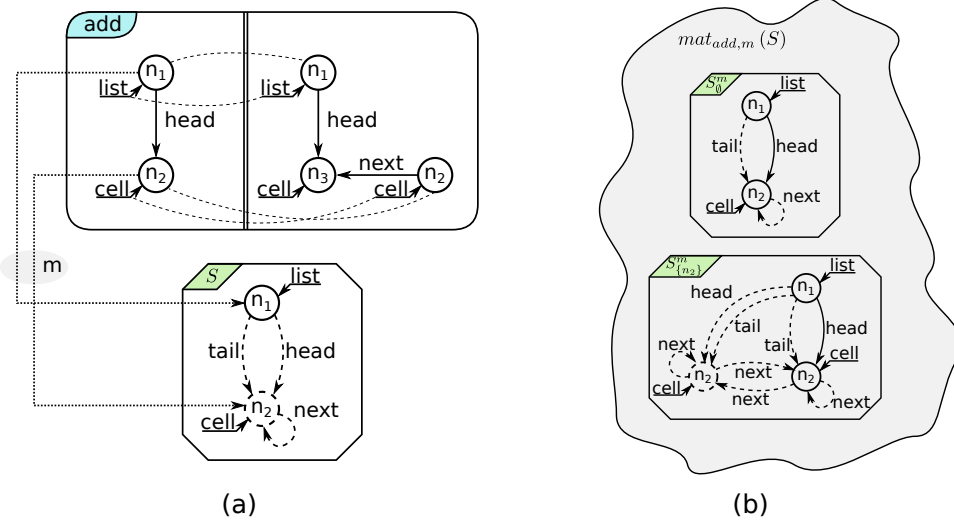 add
n₁
list
head
n₂
cell
n₁
list
head
n₃
cell
next
n₂
cell
m
S
n₁
list
tail
head
n₂
cell
next
(a)
mat_{add,m} (S)
S^m_∅
n₁
list
tail
head
n₂
cell
next
S^m_{n₂}
n₁
list
head
tail
tail
head
cell
next
n₂
cell
next
next
n₂
next
(b)